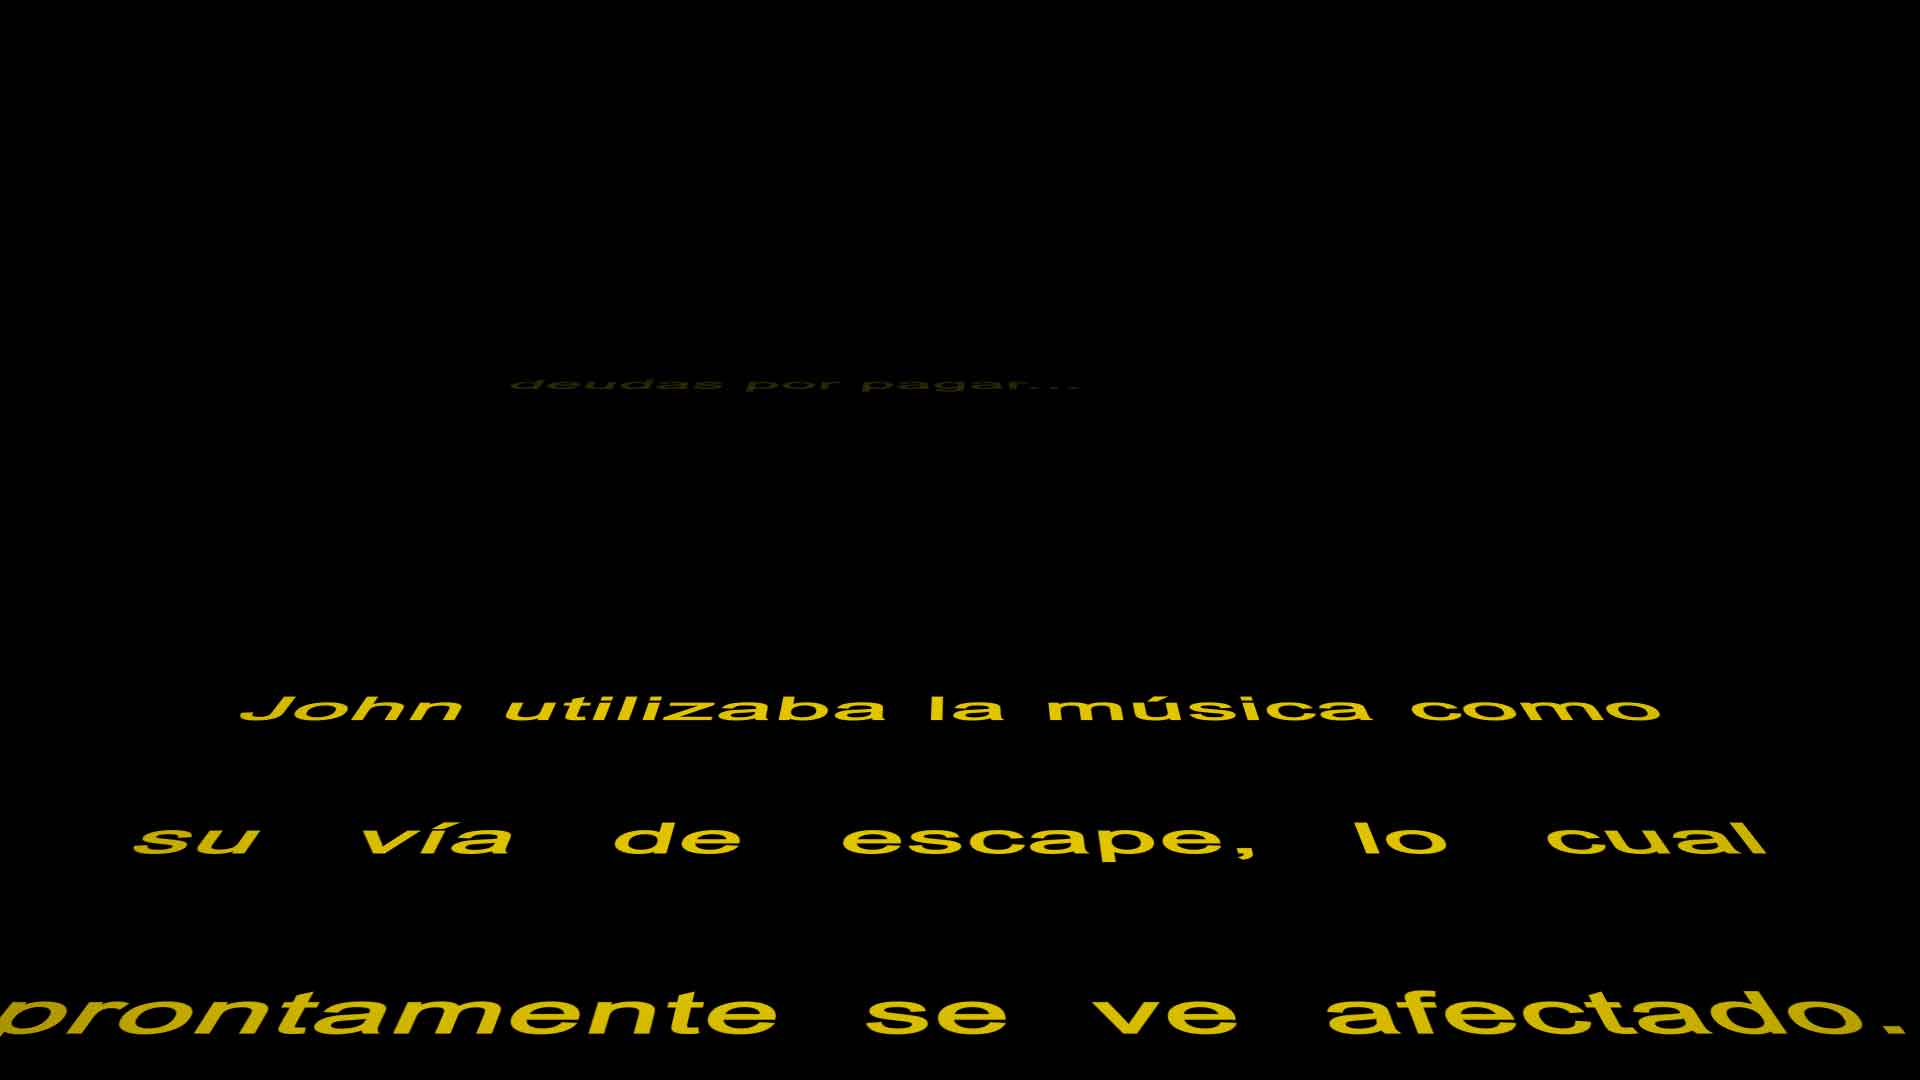 deudas por pagar...
John utilizaba la música como
su vía de escape, lo cual
prontamente se ve afectado.